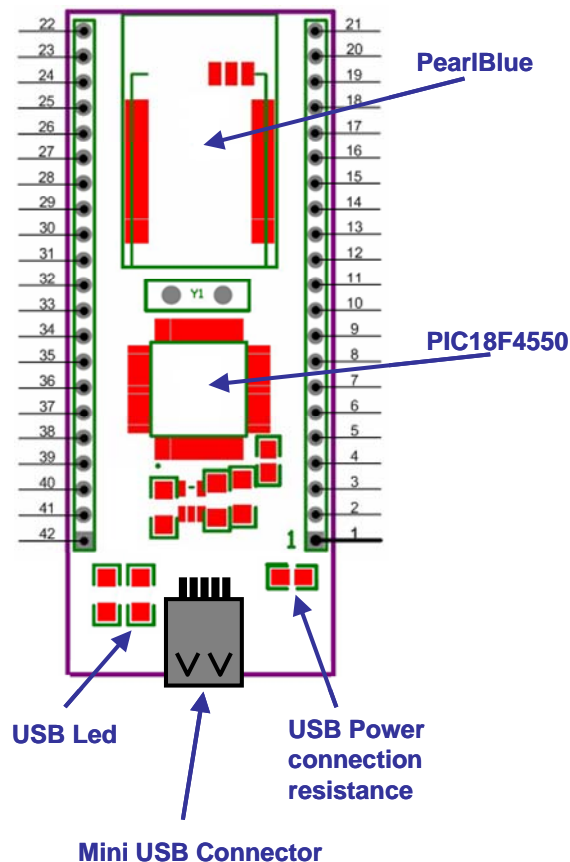 22 21
23 20
PearlBlue
24 19
25 18
26 17
27 16
28 15
29 14
30 13
31 12
32 Y1 11
33 10
34 9
PIC18F4550
35 8
36 7
37 6
38 5
39 4
40 3
41 2
42 1 1
USB Led
USB Power
connection
resistance
Mini USB Connector